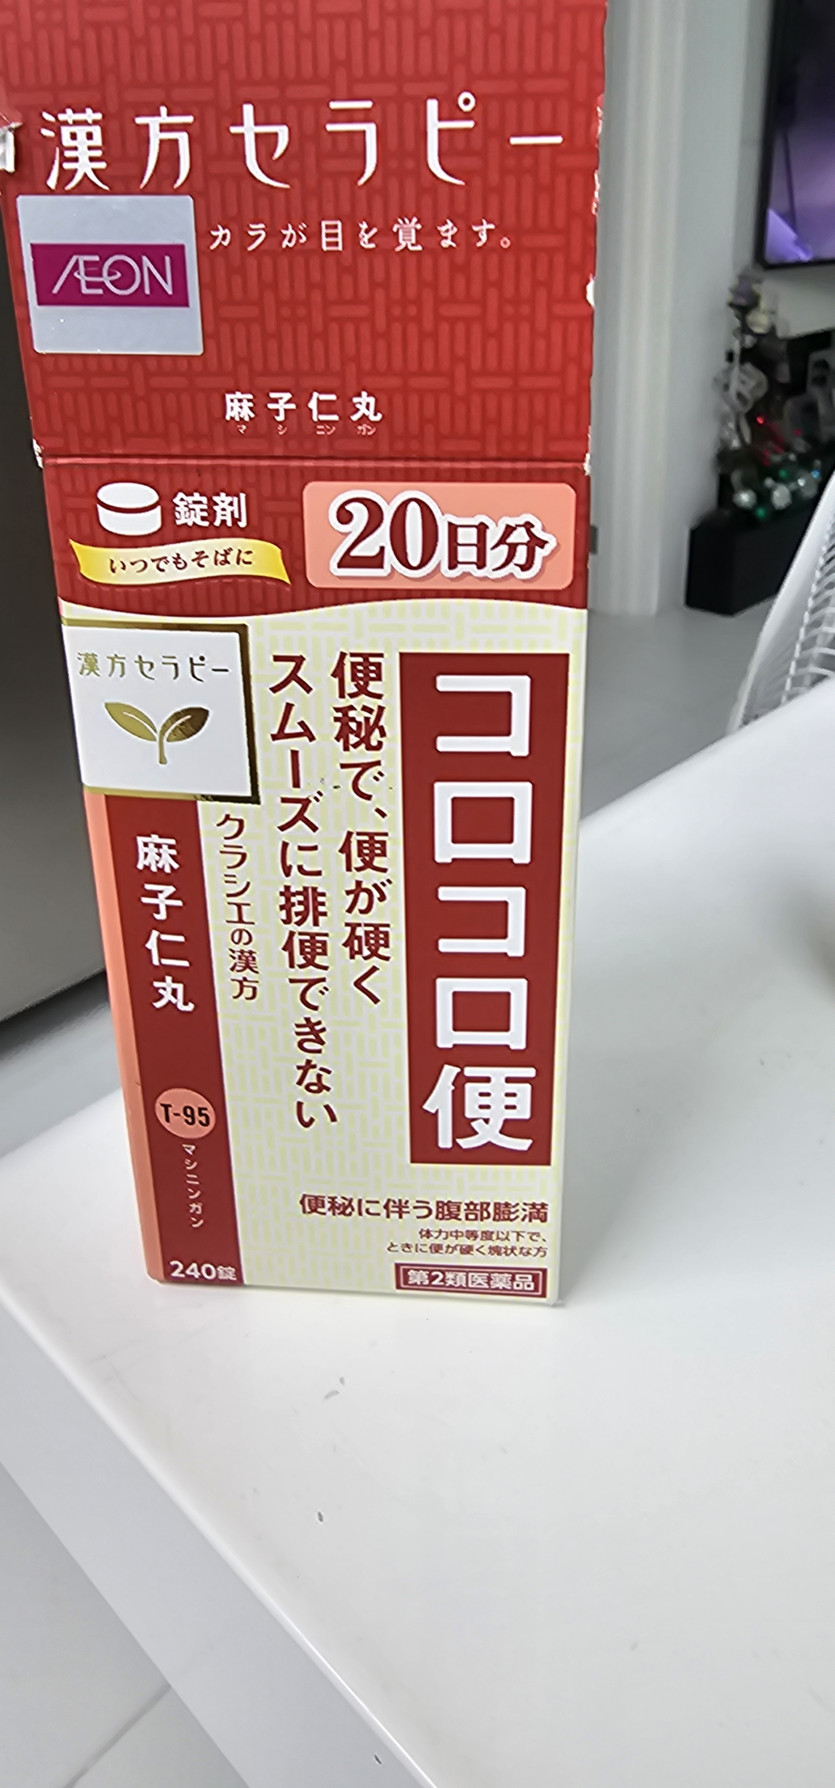 漢方セラピー
カラが目を覚ます。
ÆON
麻子仁丸
マシニンガン
錠剤
いつでもそばに
20日分
漢方セラピー
コロコロ便
便秘で、便が硬く
スムーズに排便できない
クラシエの漢方
麻子仁丸
T-95
マシニンガン
240錠
便秘に伴う腹部膨満
体力中等度以下で、
ときに便が硬く塊状な方
第2類医薬品